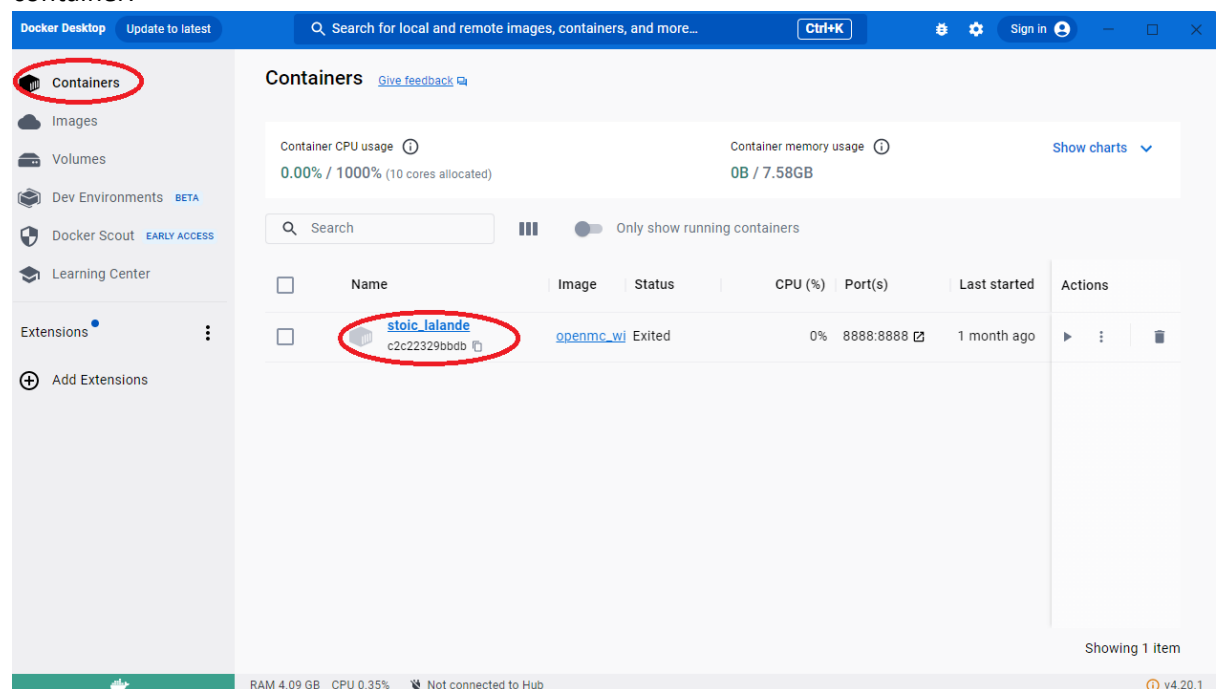 container.
Docker Desktop Update to latest Search for local and remote images, containers, and more... Ctrl+K Sign in
Containers
Images
Volumes
Dev Environments BETA
Docker Scout EARLY ACCESS
Learning Center
Extensions
Add Extensions
Containers Give feedback
Container CPU usage
0.00% / 1000% (10 cores allocated)
Container memory usage
0B / 7.58GB
Show charts
Search Only show running containers
Name Image Status CPU (%) Port(s) Last started Actions
stoic_lalande
c2c22329bbdb
openmc_wi Exited 0% 8888:8888 1 month ago
Showing 1 item
RAM 4.09 GB CPU 0.35% Not connected to Hub v4.20.1